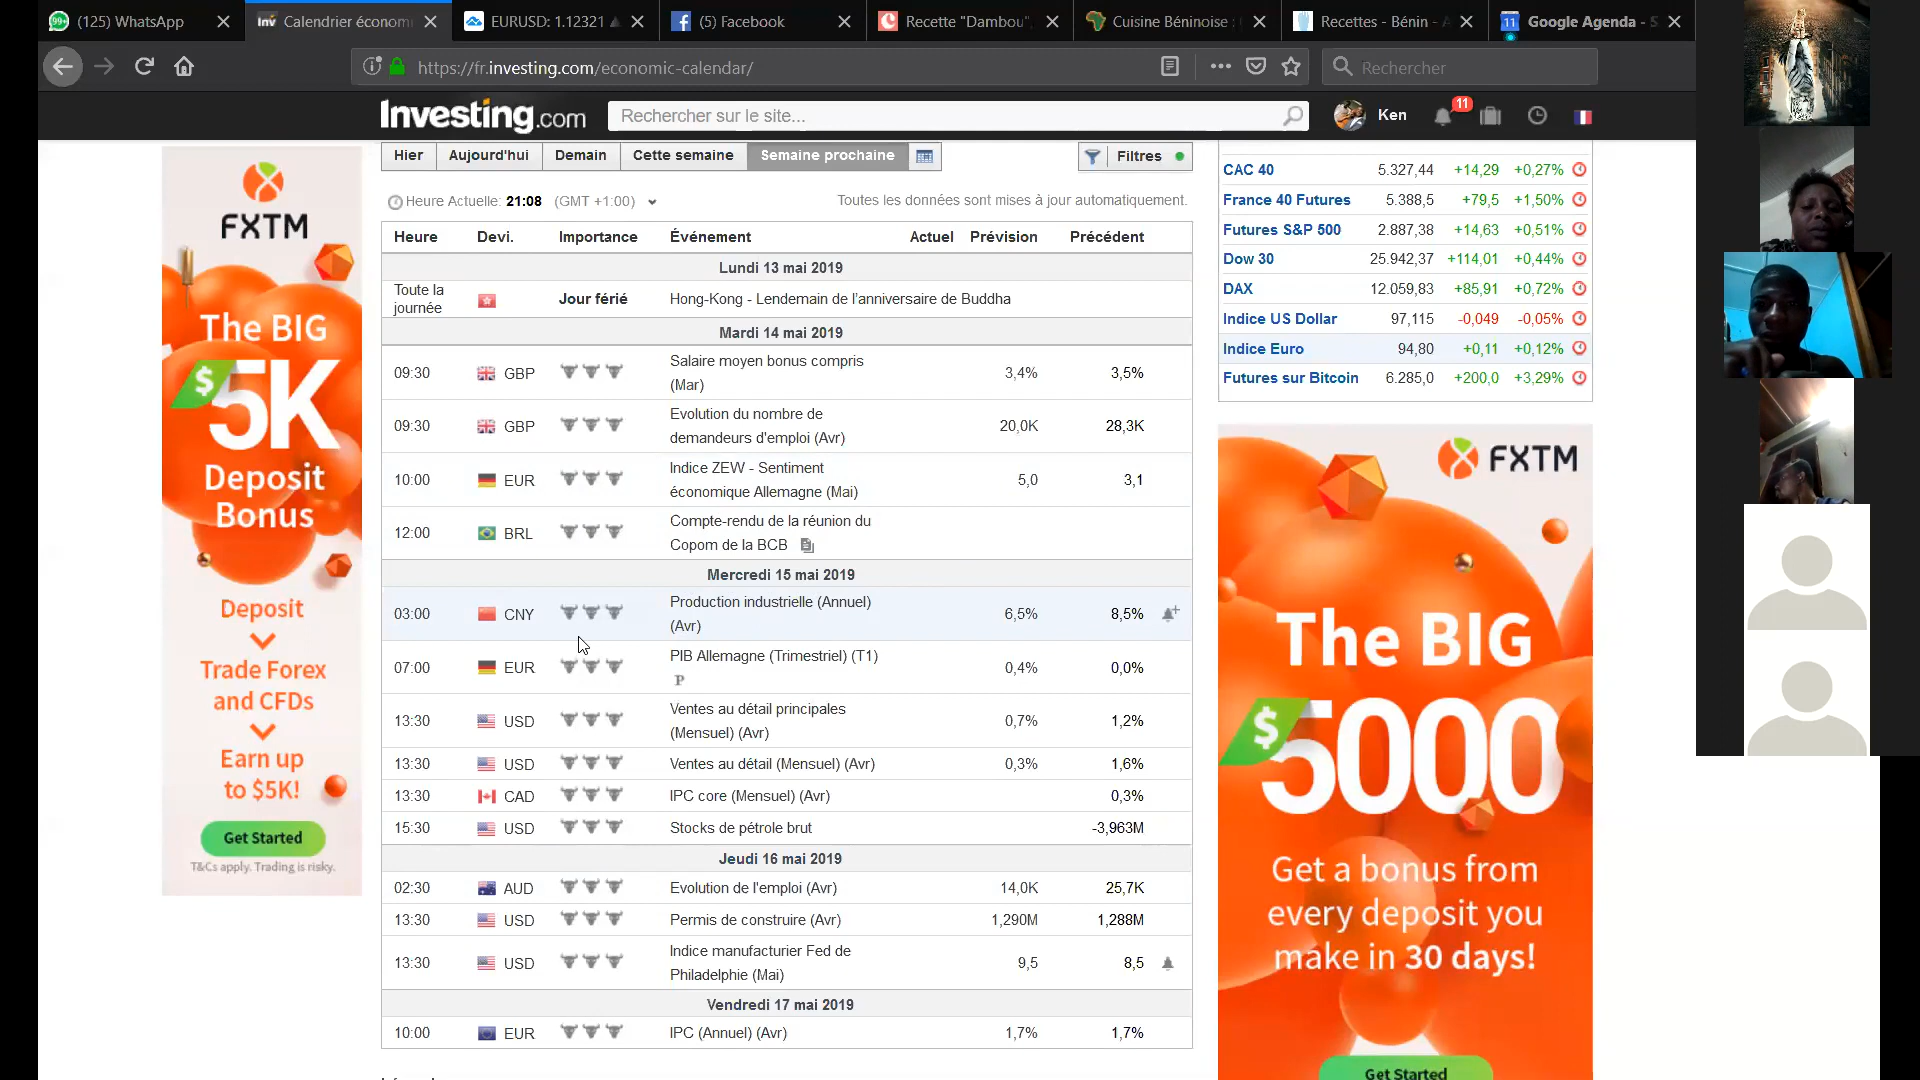 (125) WhatsApp
Calendrier économi
EURUSD: 1.12321
(5) Facebook
Recette "Dambou"
Cuisine Béninoise :
Recettes - Bénin - A
11
Google Agenda - S
https://fr.investing.com/economic-calendar/
Rechercher
Investing.com
Rechercher sur le site...
Ken
11
Hier
Aujourd'hui
Demain
Cette semaine
Semaine prochaine
Filtres
Heure Actuelle: 21:08 (GMT +1:00)
Toutes les données sont mises à jour automatiquement.
Heure Devi. Importance Événement Actuel Prévision Précédent
Lundi 13 mai 2019
Toute la
journée
Jour férié Hong-Kong - Lendemain de l'anniversaire de Buddha
Mardi 14 mai 2019
09:30 GBP Salaire moyen bonus compris
(Mar) 3,4% 3,5%
09:30 GBP Evolution du nombre de
demandeurs d'emploi (Avr) 20,0K 28,3K
10:00 EUR Indice ZEW - Sentiment
économique Allemagne (Mai) 5,0 3,1
12:00 BRL Compte-rendu de la réunion du
Copom de la BCB
Mercredi 15 mai 2019
03:00 CNY Production industrielle (Annuel)
(Avr) 6,5% 8,5%
07:00 EUR PIB Allemagne (Trimestriel) (T1)
P 0,4% 0,0%
13:30 USD Ventes au détail principales
(Mensuel) (Avr) 0,7% 1,2%
13:30 USD Ventes au détail (Mensuel) (Avr) 0,3% 1,6%
13:30 CAD IPC core (Mensuel) (Avr) 0,3%
15:30 USD Stocks de pétrole brut -3,963M
Jeudi 16 mai 2019
02:30 AUD Evolution de l'emploi (Avr) 14,0K 25,7K
13:30 USD Permis de construire (Avr) 1,290M 1,288M
13:30 USD Indice manufacturier Fed de
Philadelphie (Mai) 9,5 8,5
Vendredi 17 mai 2019
10:00 EUR IPC (Annuel) (Avr) 1,7% 1,7%
CAC 40 5.327,44 +14,29 +0,27%
France 40 Futures 5.388,5 +79,5 +1,50%
Futures S&P 500 2.887,38 +14,63 +0,51%
Dow 30 25.942,37 +114,01 +0,44%
DAX 12.059,83 +85,91 +0,72%
Indice US Dollar 97,115 -0,049 -0,05%
Indice Euro 94,80 +0,11 +0,12%
Futures sur Bitcoin 6.285,0 +200,0 +3,29%
FXTM
The BIG
$5K
Deposit
Bonus
Deposit
Trade Forex
and CFDs
Earn up
to $5K!
Get Started
T&Cs apply. Trading is risky.
FXTM
The BIG
$5000
Get a bonus from
every deposit you
make in 30 days!
Get Started